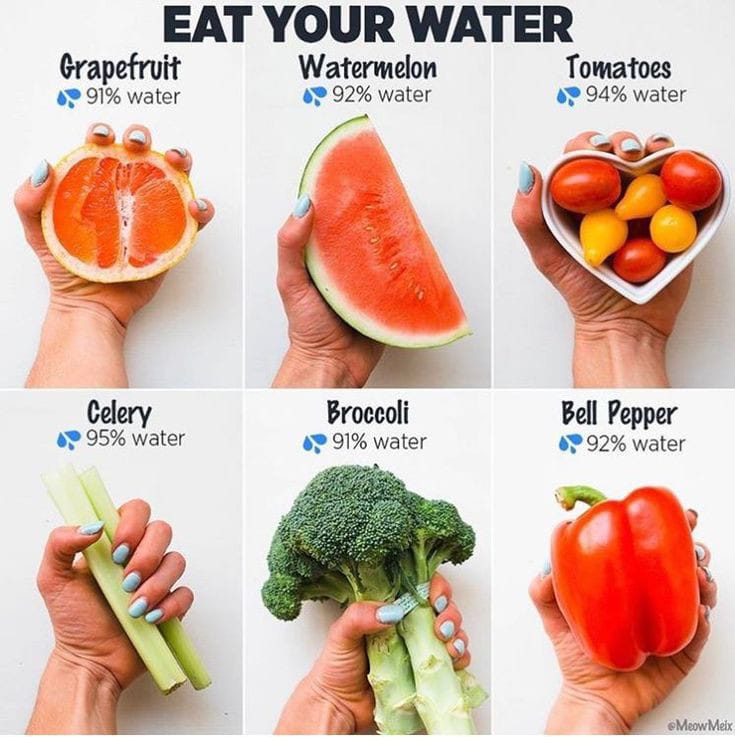 EAT YOUR WATER
Grapefruit
91% water
Watermelon
92% water
Tomatoes
94% water
Celery
95% water
Broccoli
91% water
Bell Pepper
92% water
@MeowMeix